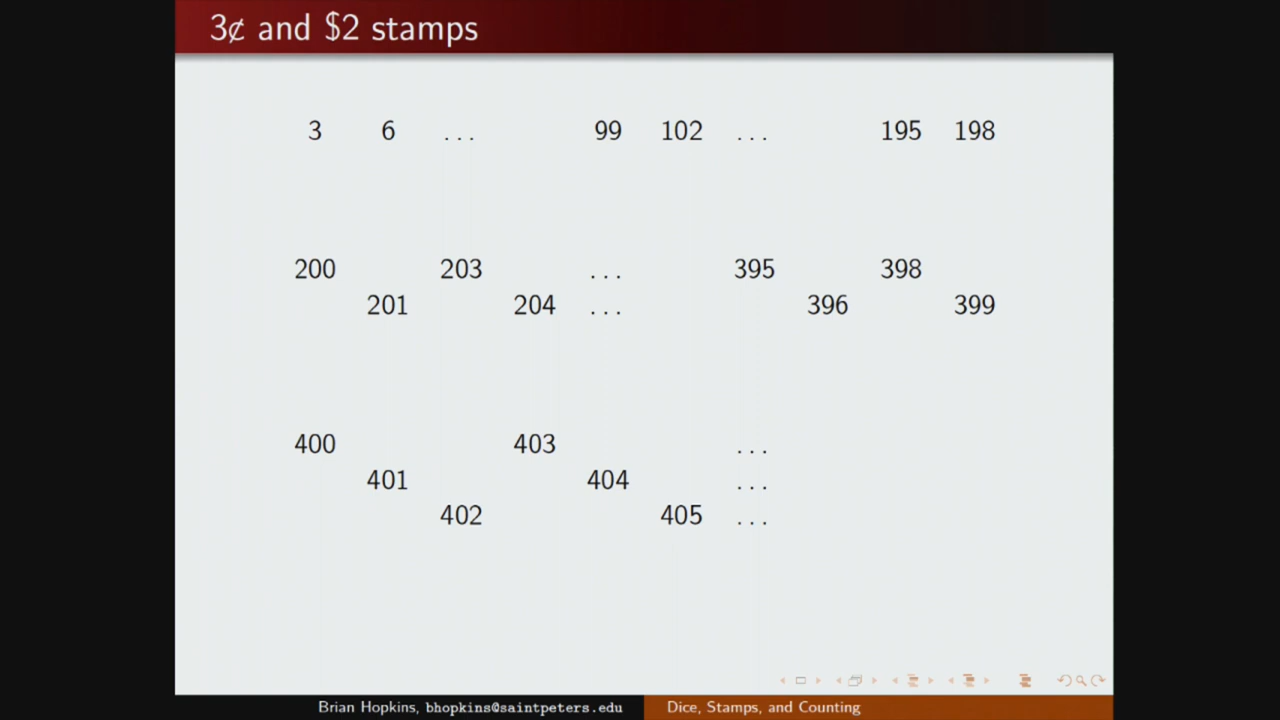 3¢ and $2 stamps
3 6 ... 99 102 ... 195 198
200 203 ... 395 398
201 204 ... 396 399
400 403 ...
401 404 ...
402 405 ...
Brian Hopkins, bhopkins@saintpeters.edu Dice, Stamps, and Counting